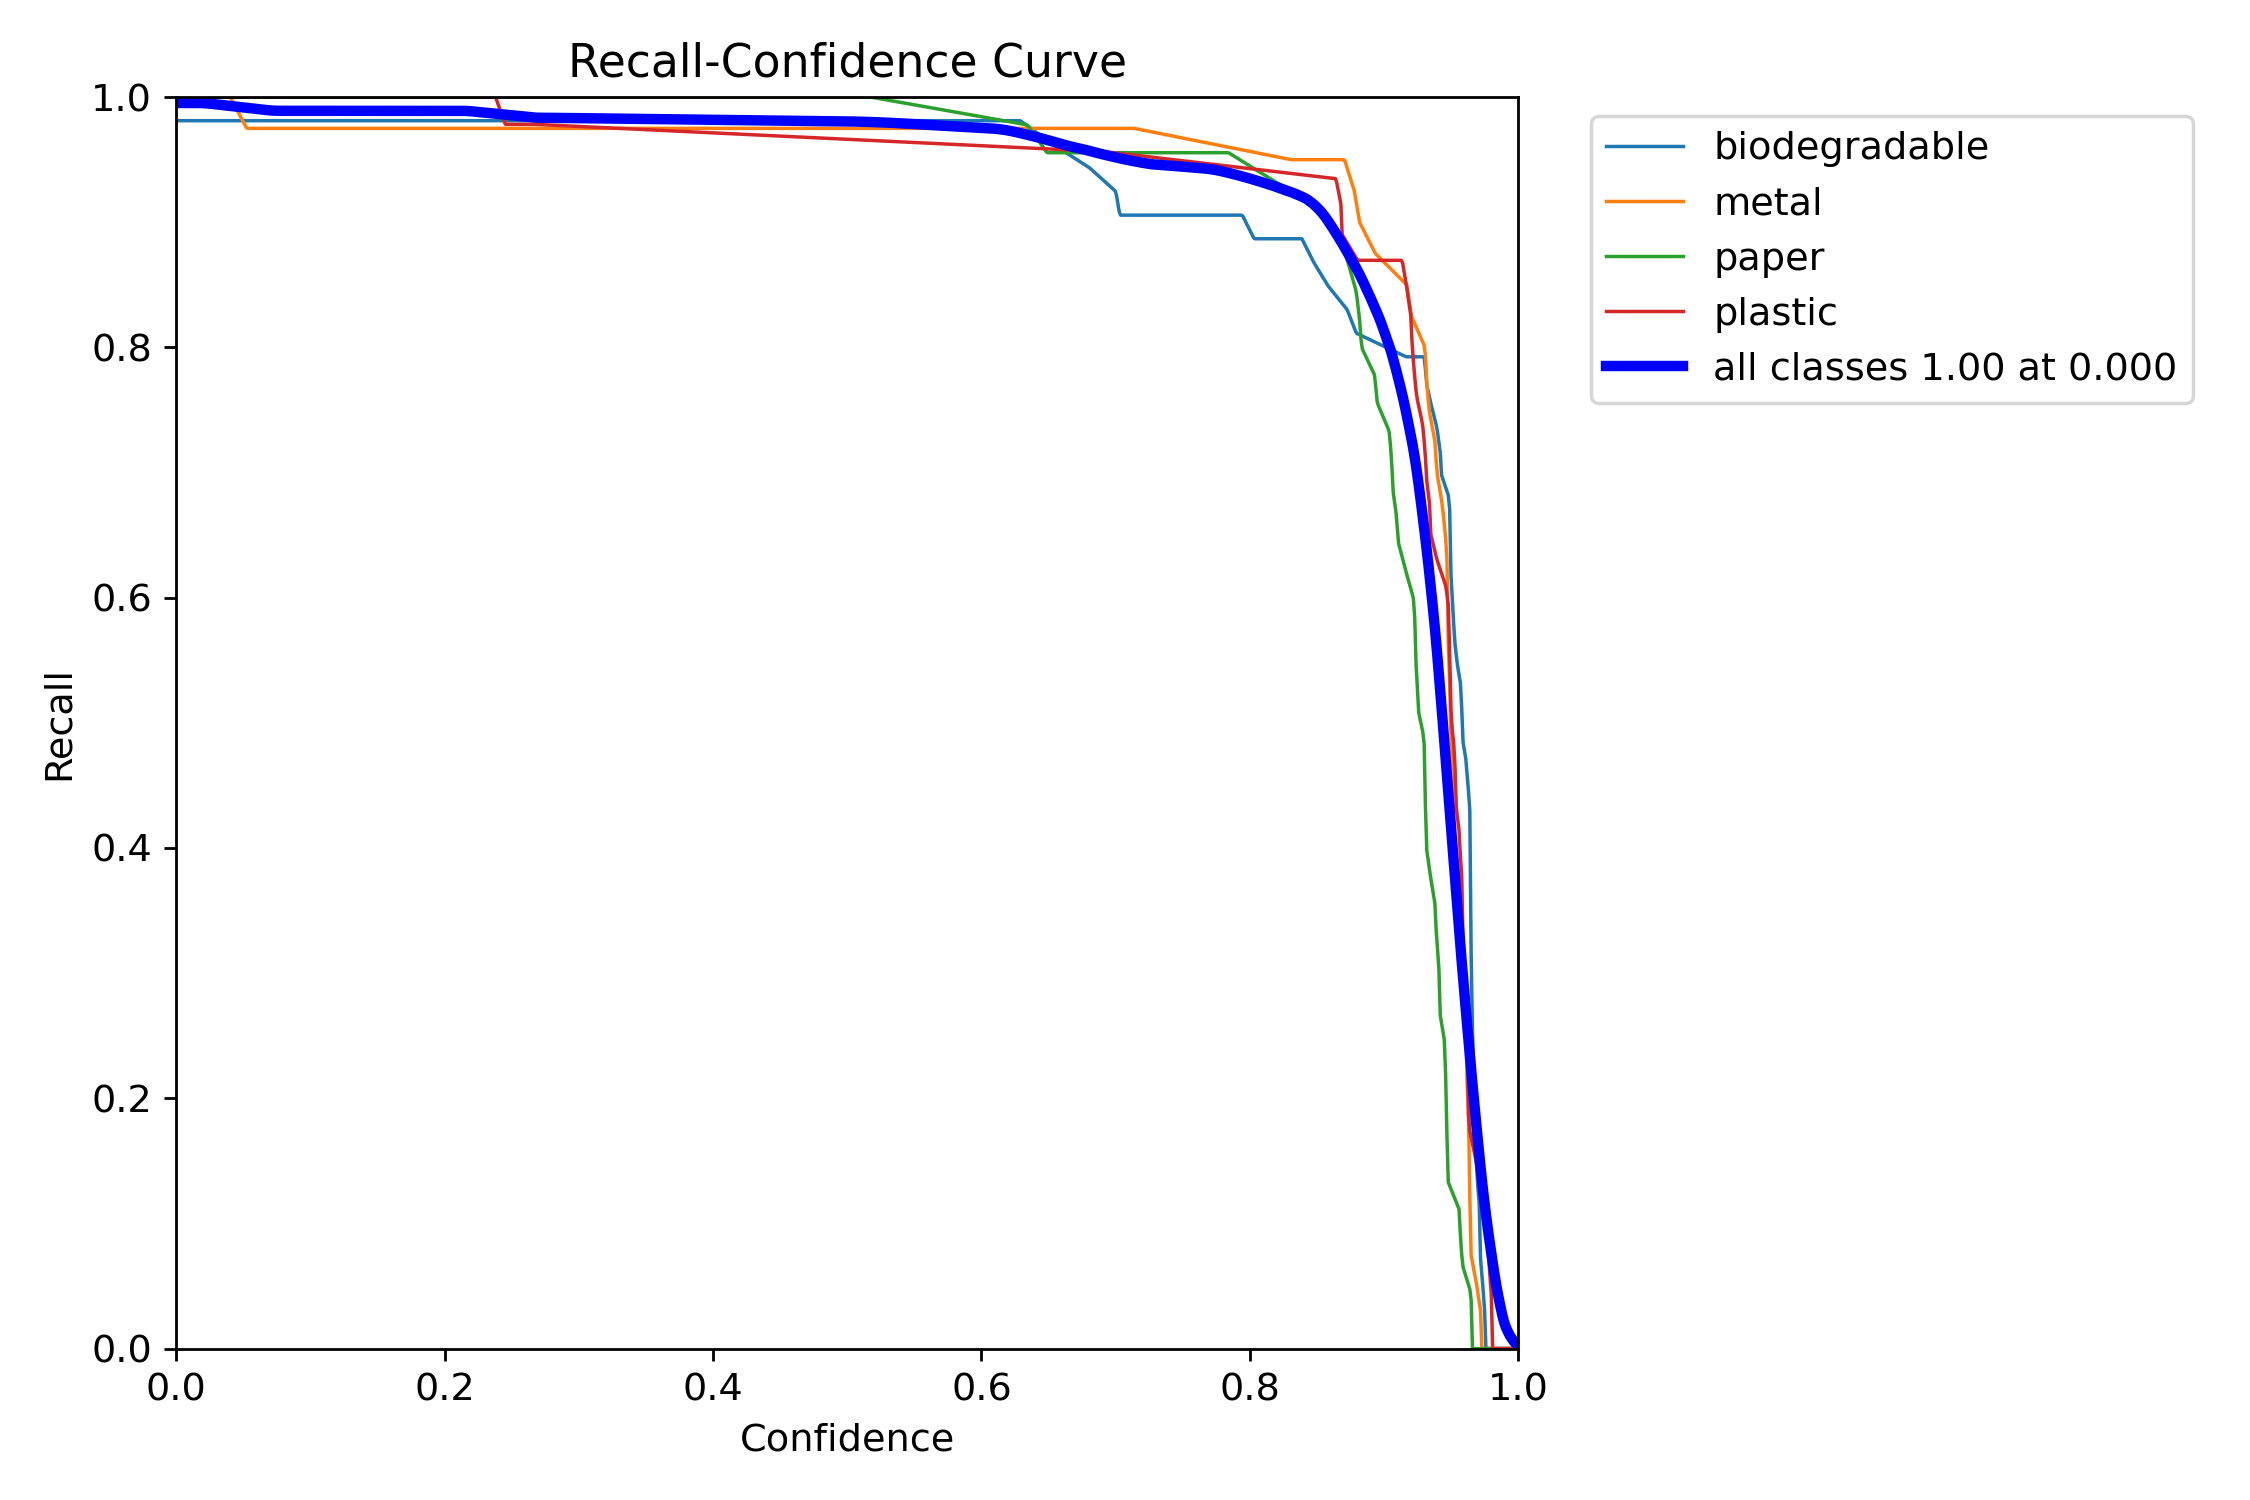 Recall-Confidence Curve
1.0
0.8
0.6
0.4
0.2
0.0
Recall
0.0 0.2 0.4 0.6 0.8 1.0
Confidence
biodegradable
metal
paper
plastic
all classes 1.00 at 0.000